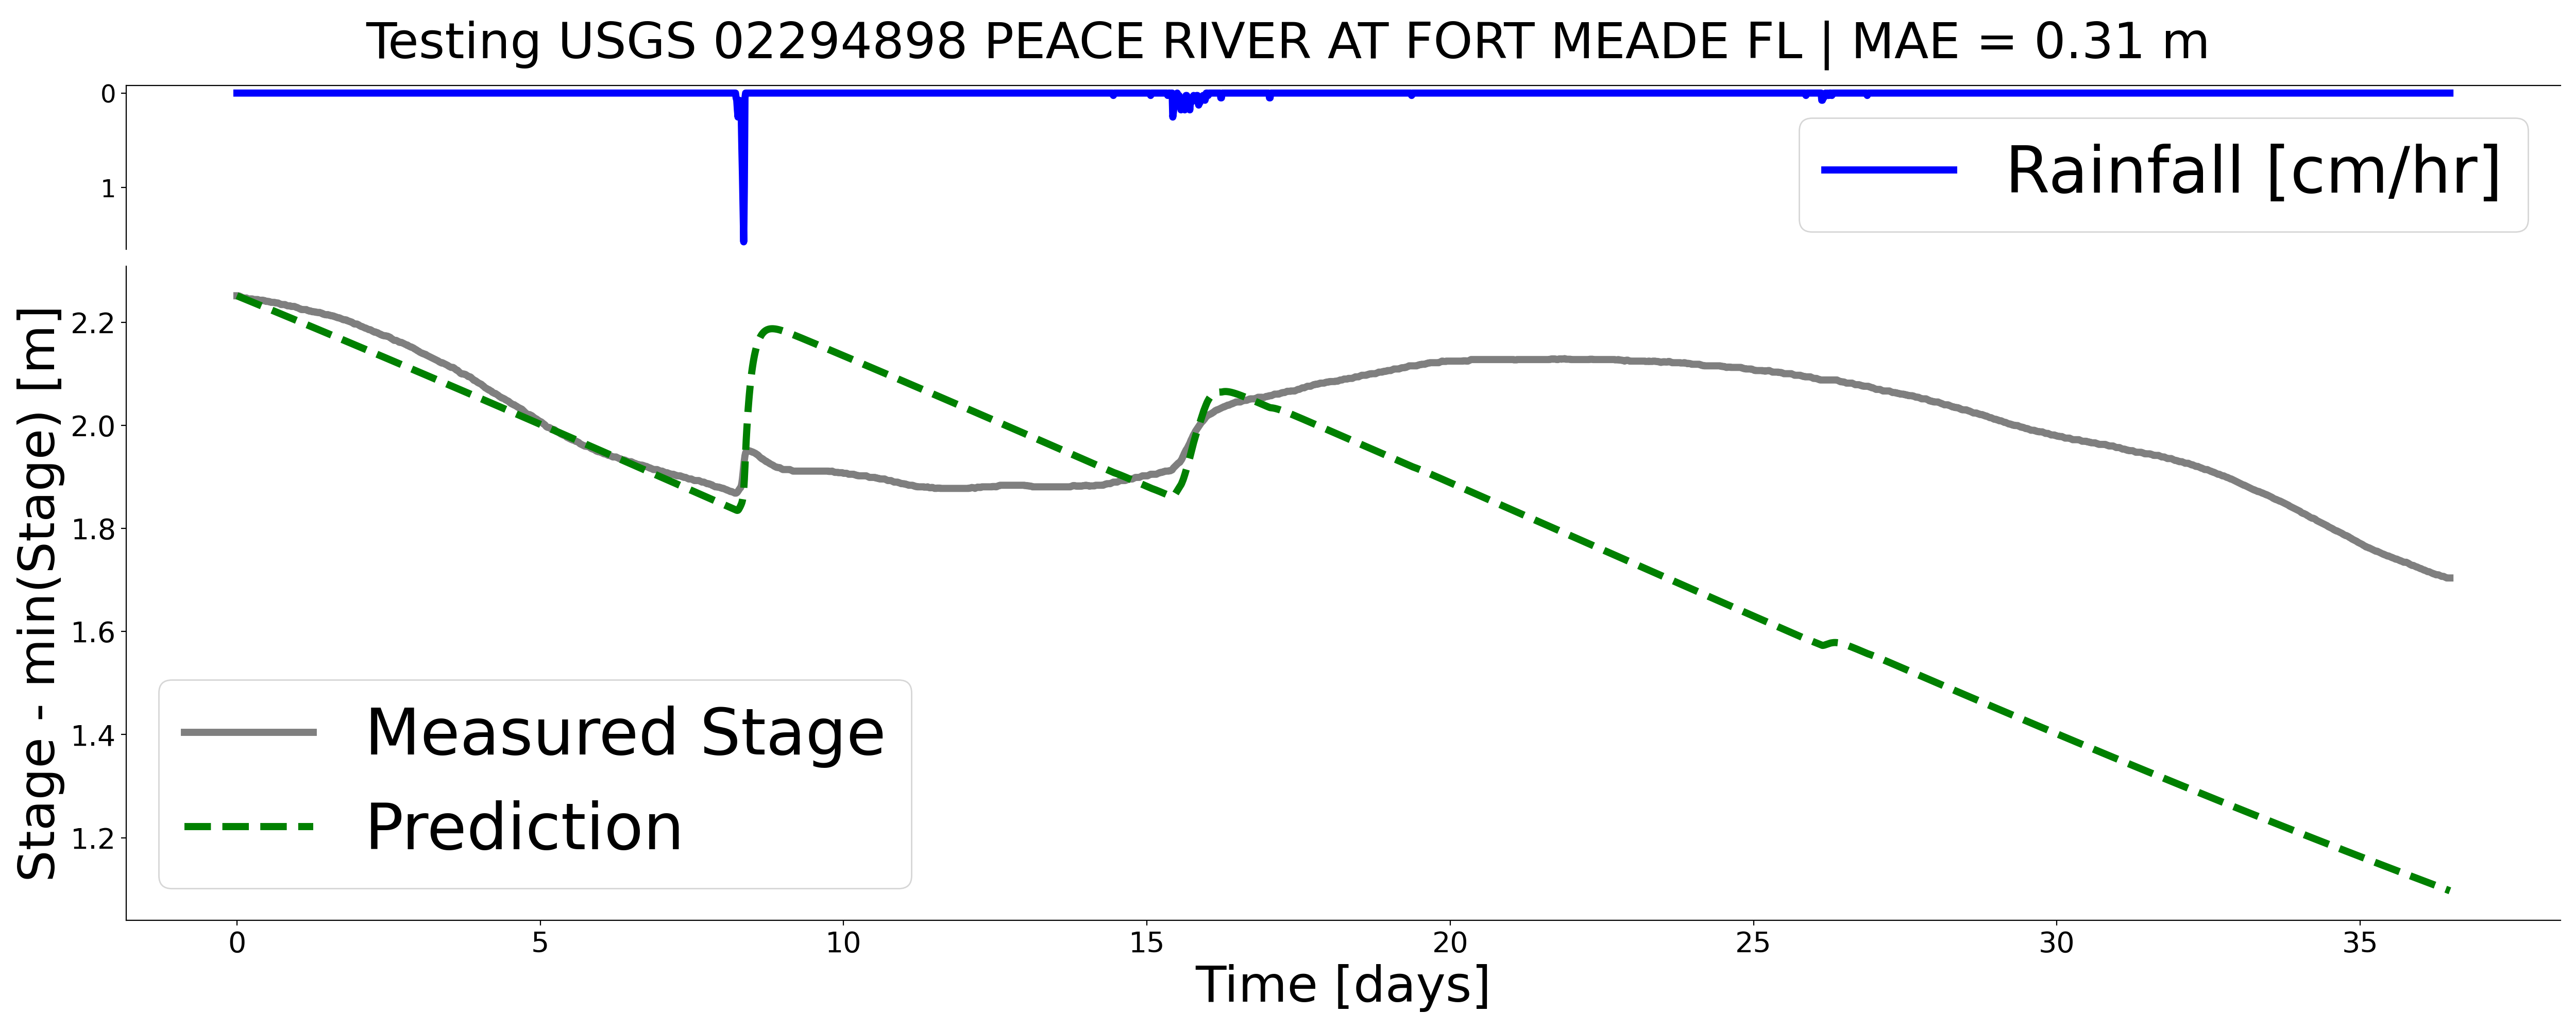 Testing USGS 02294898 PEACE RIVER AT FORT MEADE FL | MAE = 0.31 m
0
1
Rainfall [cm/hr]
Stage - min(Stage) [m]
2.2
2.0
1.8
1.6
1.4
1.2
Measured Stage
Prediction
0 5 10 15 20 25 30 35
Time [days]